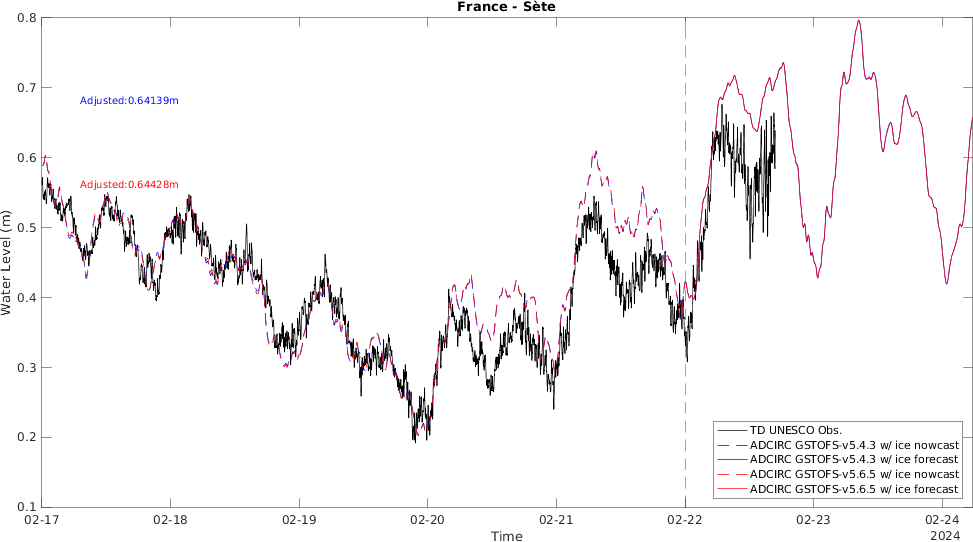 France - Sète
0.8
0.7
0.6
0.5
0.4
0.3
0.2
0.1
Water Level (m)
Adjusted:0.64139m
Adjusted:0.64428m
TD UNESCO Obs.
ADCIRC GSTOFS-v5.4.3 w/ ice nowcast
ADCIRC GSTOFS-v5.4.3 w/ ice forecast
ADCIRC GSTOFS-v5.6.5 w/ ice nowcast
ADCIRC GSTOFS-v5.6.5 w/ ice forecast
02-17 02-18 02-19 02-20 02-21 02-22 02-23 02-24
Time 2024